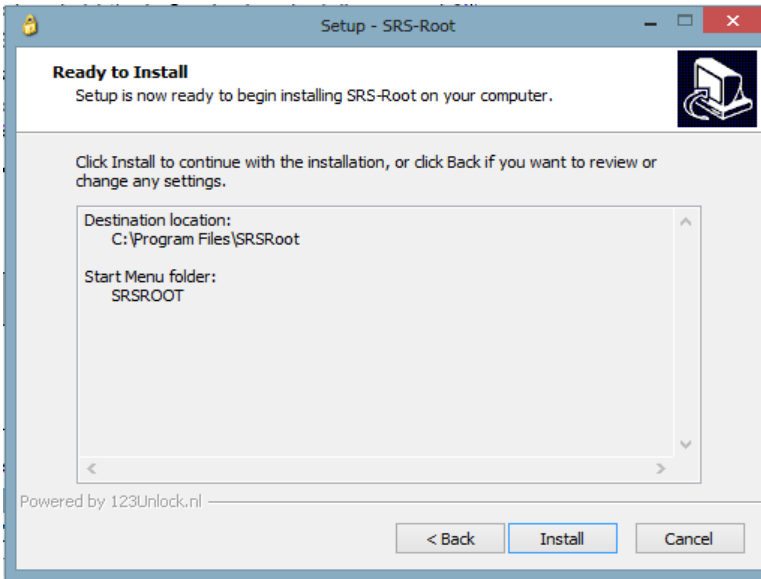 Setup - SRS-Root
Ready to Install
Setup is now ready to begin installing SRS-Root on your computer.
Click Install to continue with the installation, or click Back if you want to review or
change any settings.
Destination location:
C:\Program Files\SRSRoot
Start Menu folder:
SRSROOT
Powered by 123Unlock.nl
< Back
Install
Cancel